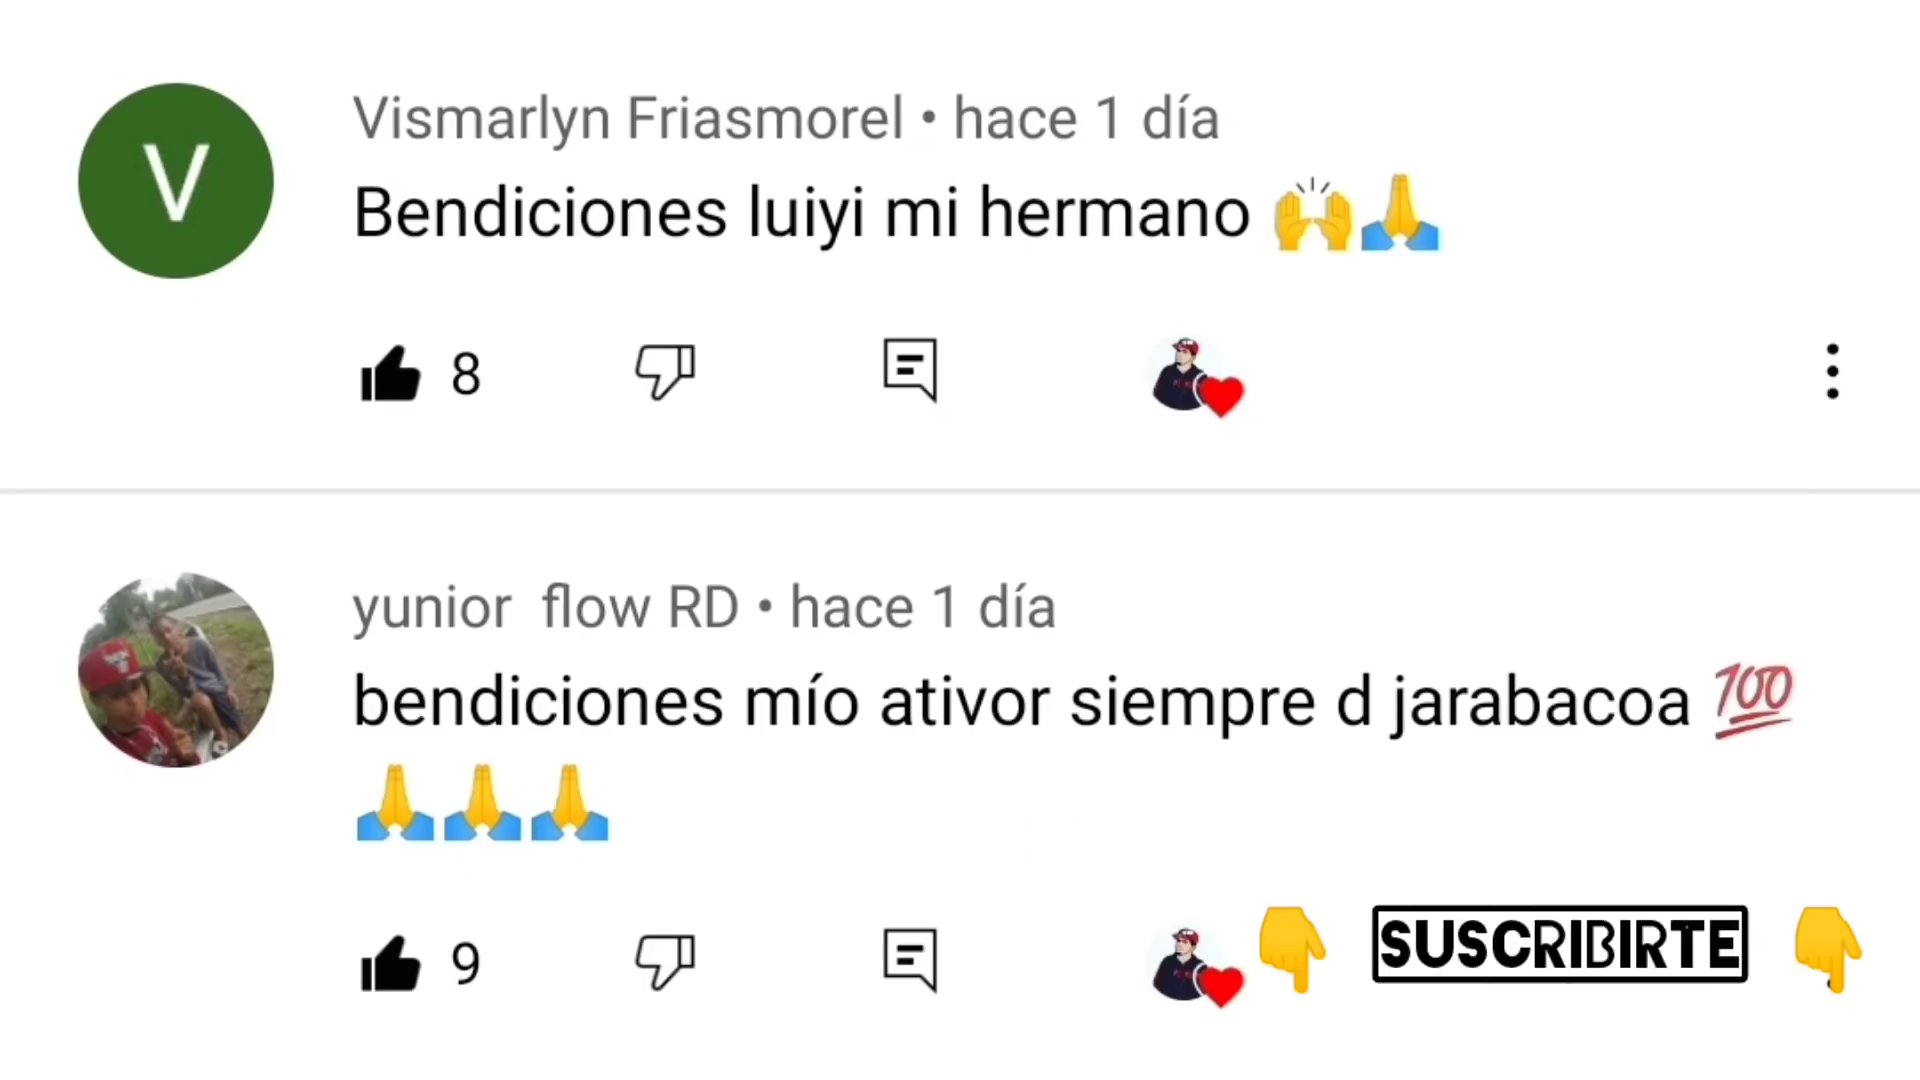 V
Vismarlyn Friasmorel • hace 1 día
Bendiciones luiyi mi hermano 🙌🙏
8
yunior flow RD • hace 1 día
bendiciones mío ativor siempre d jarabacoa 💯
🙏🙏🙏
9
👇 SUSCRIBIRTE 👇